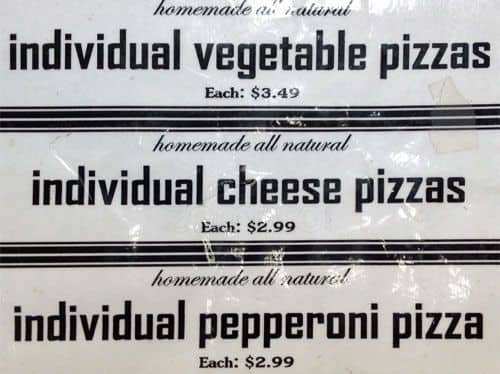 homemade all natural
individual vegetable pizzas
Each: $3.49
homemade all natural
individual cheese pizzas
Each: $2.99
homemade all natural
individual pepperoni pizza
Each: $2.99